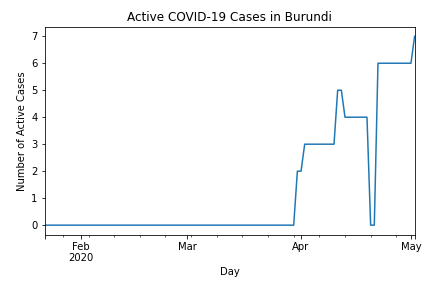 Active COVID-19 Cases in Burundi
Number of Active Cases
7
6
5
4
3
2
1
0
Feb
2020
Mar
Apr
May
Day